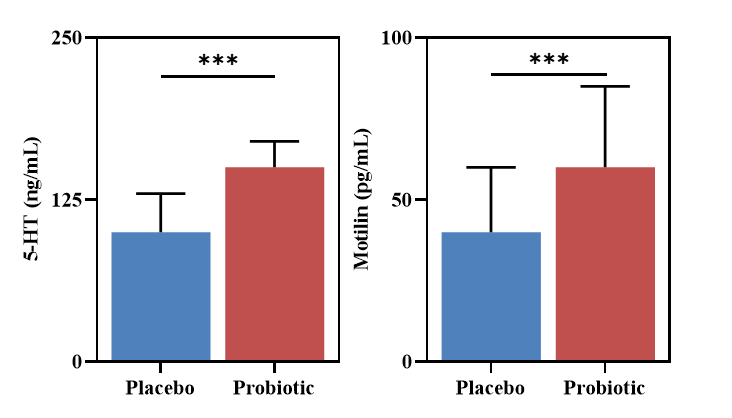 250
125
0
5-HT (ng/mL)
***
Placebo
Probiotic
100
50
0
Motilin (pg/mL)
***
Placebo
Probiotic